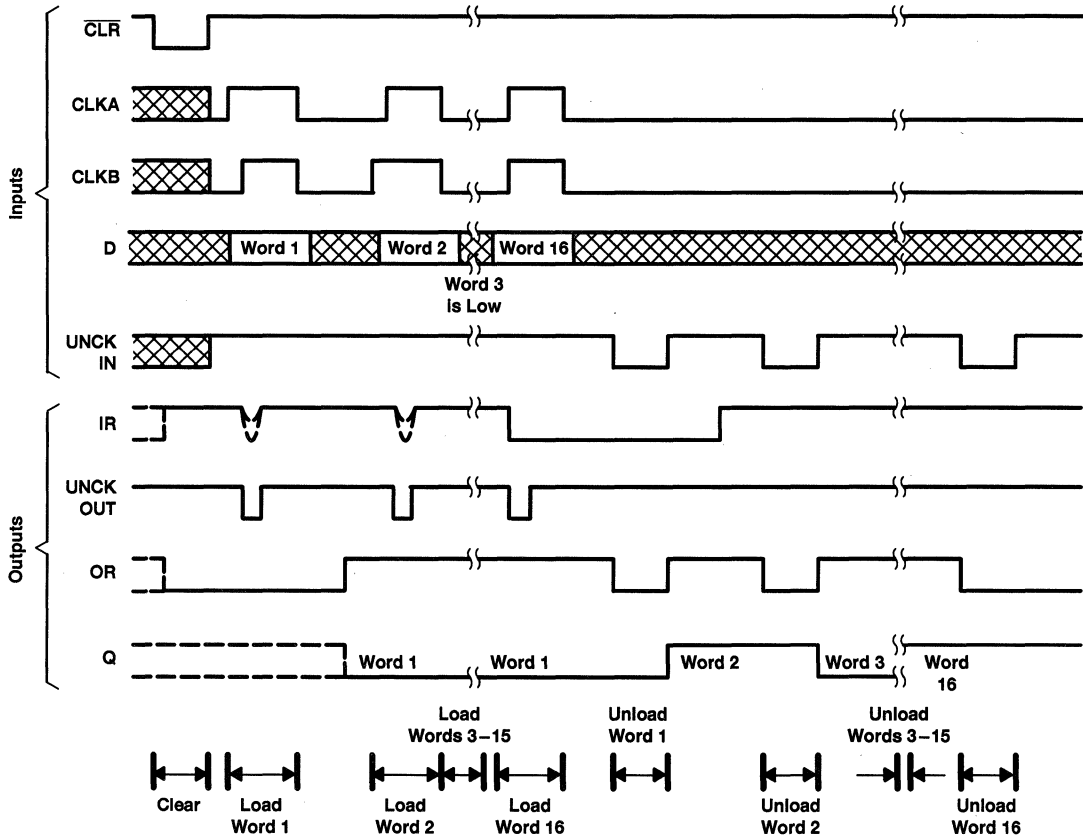 Inputs
CLR
CLKA
CLKB
D
Word 1
Word 2
Word 16
Word 3
Is Low
UNCK
IN
Outputs
IR
UNCK
OUT
OR
Q
Word 1
Word 1
Word 2
Word 3
Word
16
Load
Words 3–15
Unload
Word 1
Unload
Words 3–15
Clear
Load
Word 1
Load
Word 2
Load
Word 16
Unload
Word 2
Unload
Word 16